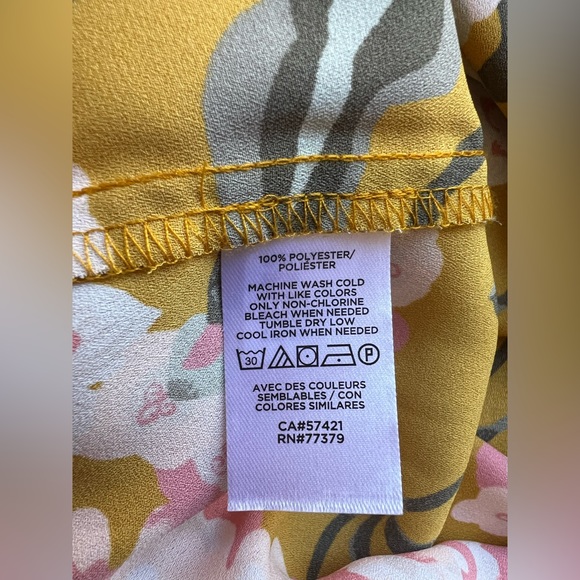 100% POLYESTER/
POLIÉSTER
MACHINE WASH COLD
WITH LIKE COLORS
ONLY NON-CHLORINE
BLEACH WHEN NEEDED
TUMBLE DRY LOW
COOL IRON WHEN NEEDED
30 P
AVEC DES COULEURS
SEMBLABLES / CON
COLORES SIMILARES
CA#57421
RN#77379